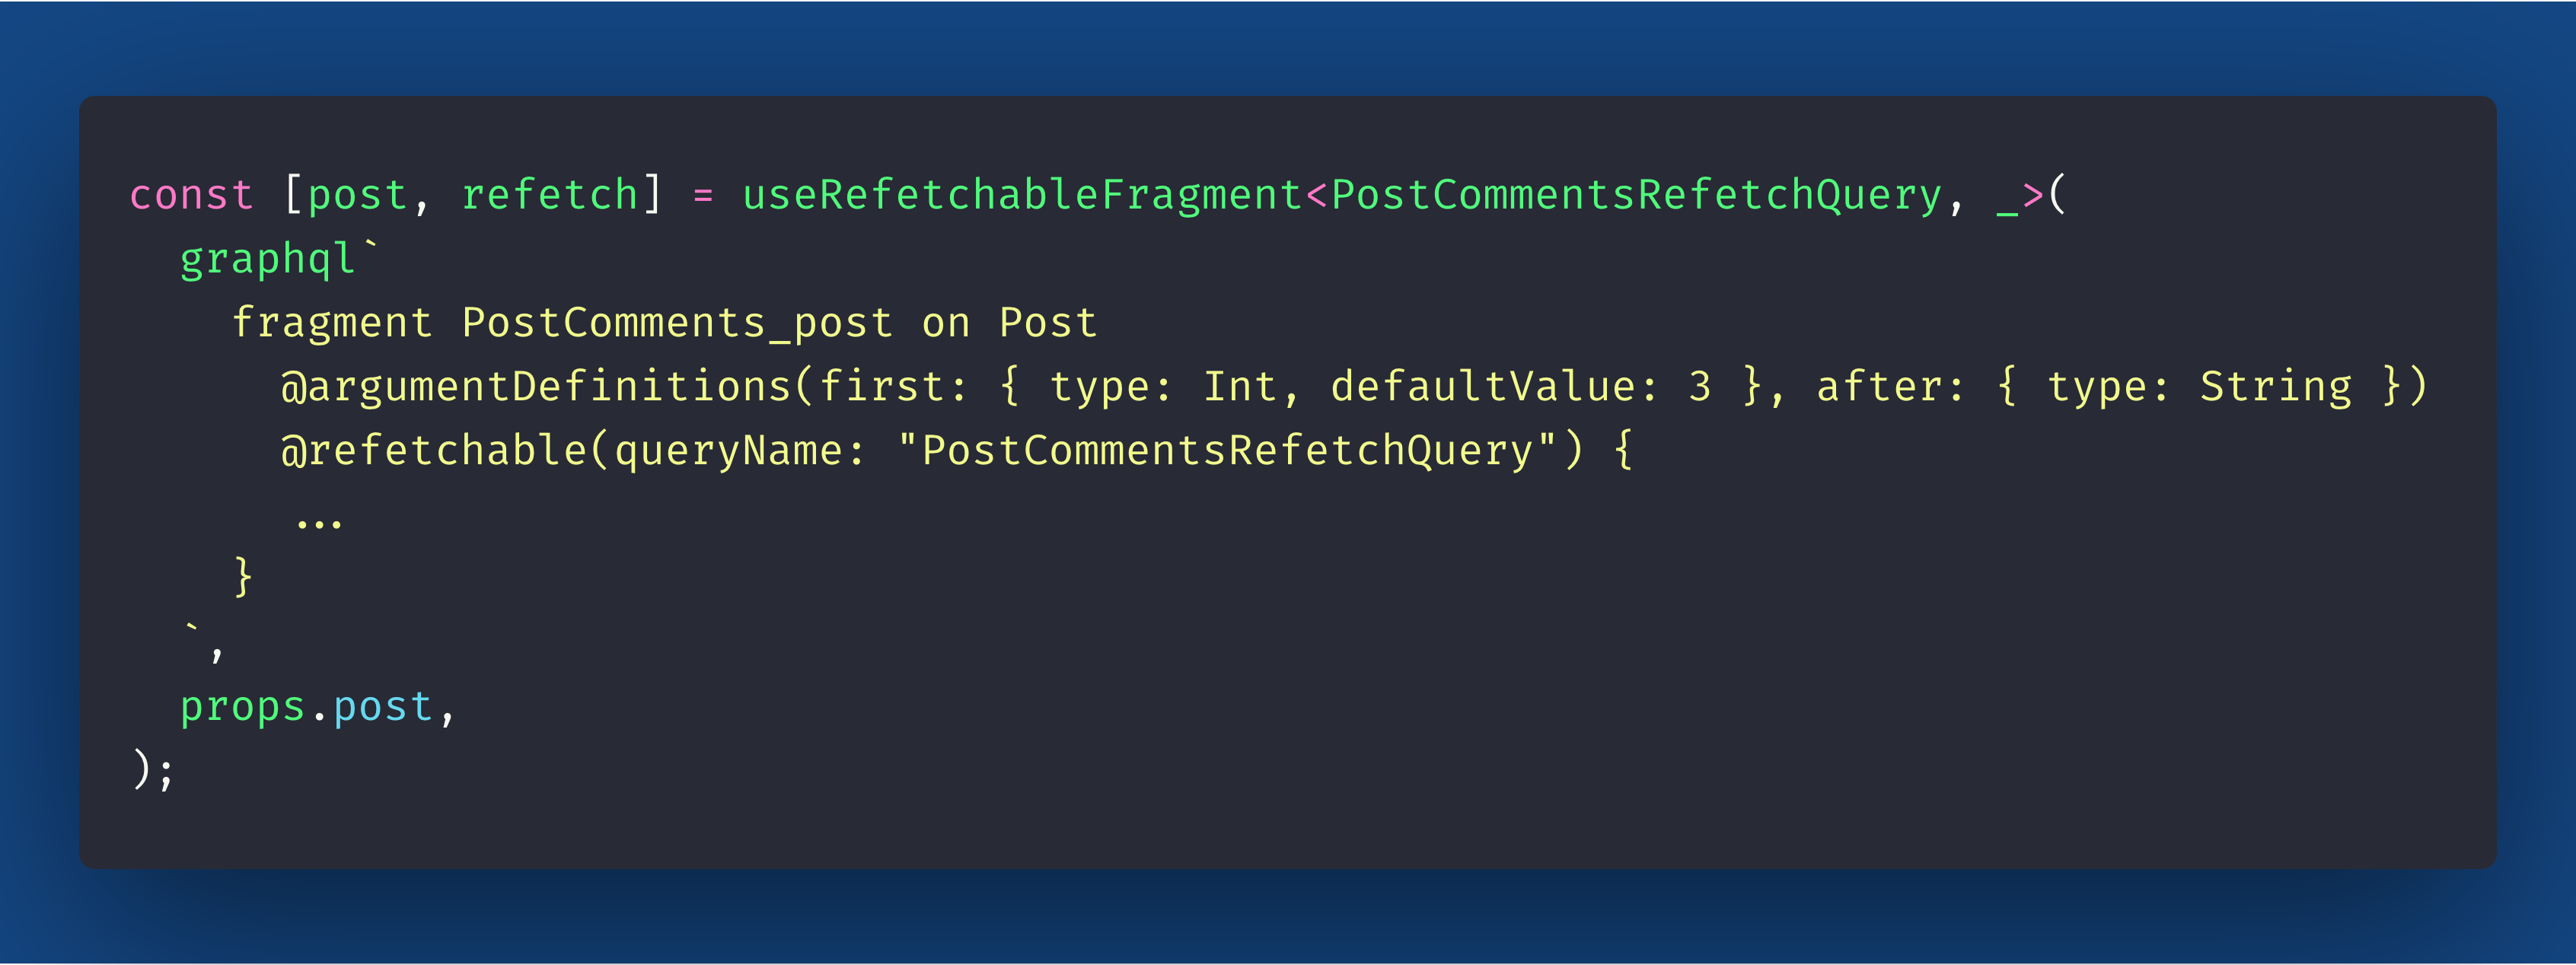 const [post, refetch] = useRefetchableFragment<PostCommentsRefetchQuery, _>(
  graphql`
    fragment PostComments_post on Post
      @argumentDefinitions(first: { type: Int, defaultValue: 3 }, after: { type: String })
      @refetchable(queryName: "PostCommentsRefetchQuery") {
      ...
    }
  `,
  props.post,
);